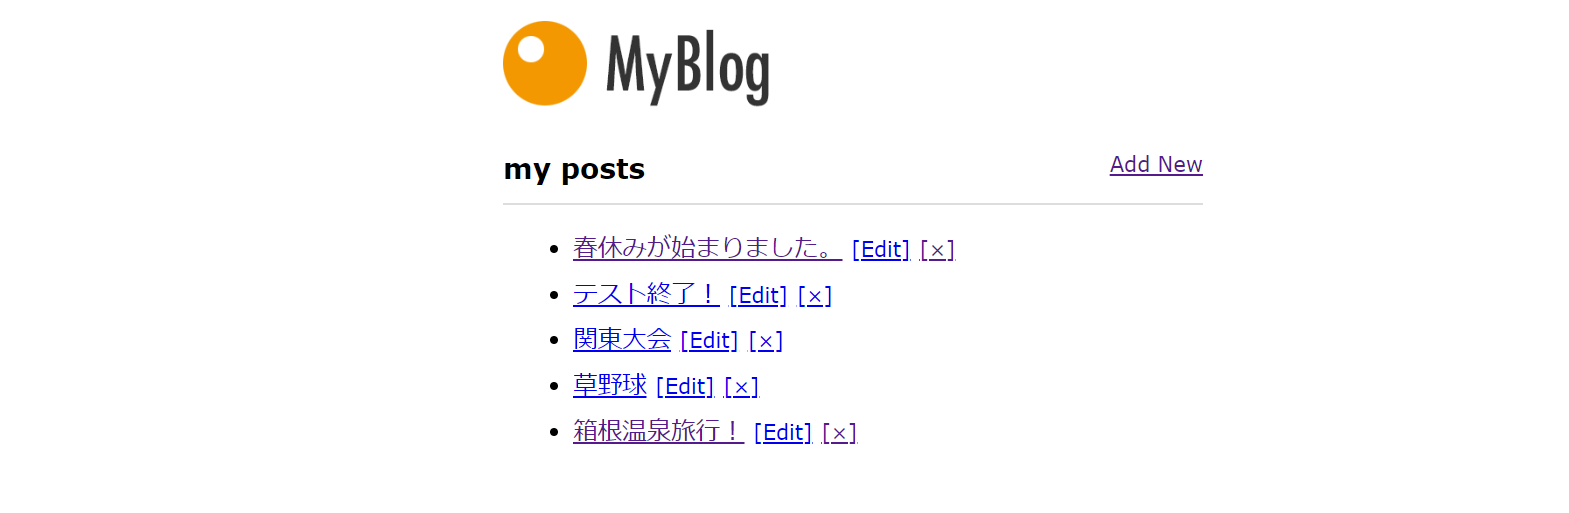 MyBlog
my posts
Add New
春休みが始まりました。 [Edit] [×]
テスト終了！ [Edit] [×]
関東大会 [Edit] [×]
草野球 [Edit] [×]
箱根温泉旅行！ [Edit] [×]